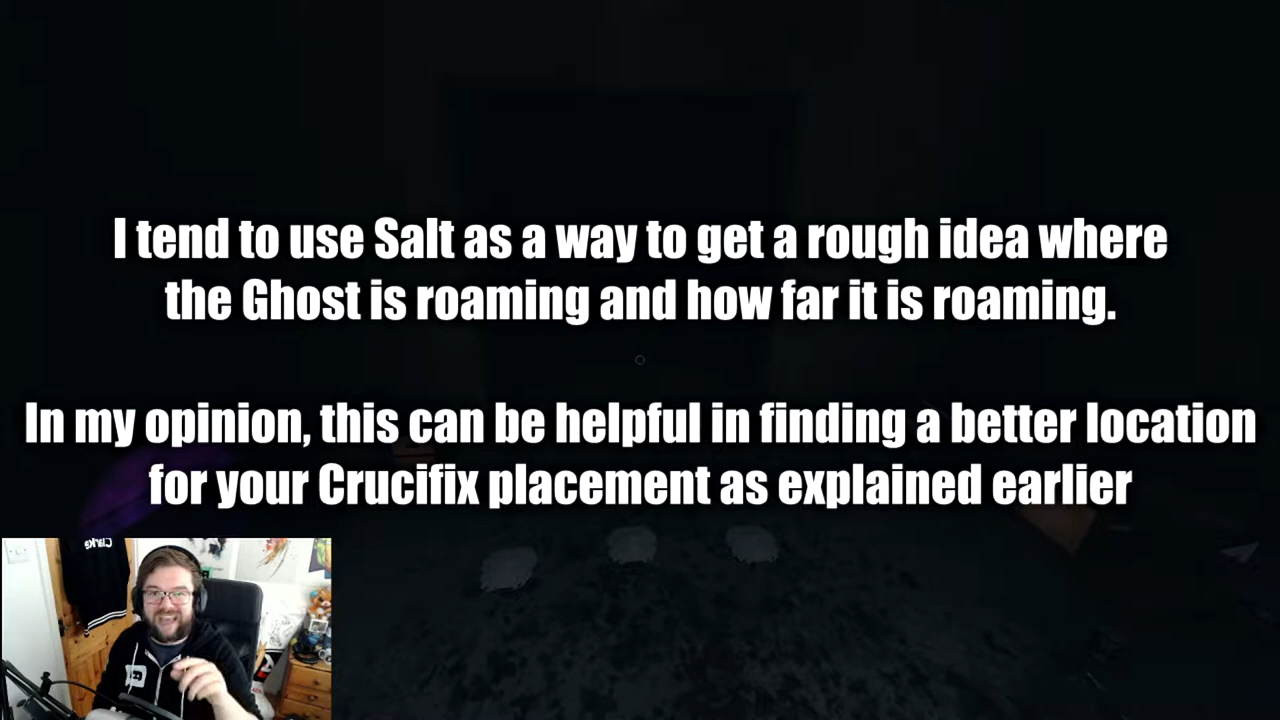 I tend to use Salt as a way to get a rough idea where
the Ghost is roaming and how far it is roaming.
In my opinion, this can be helpful in finding a better location
for your Crucifix placement as explained earlier
Clarke